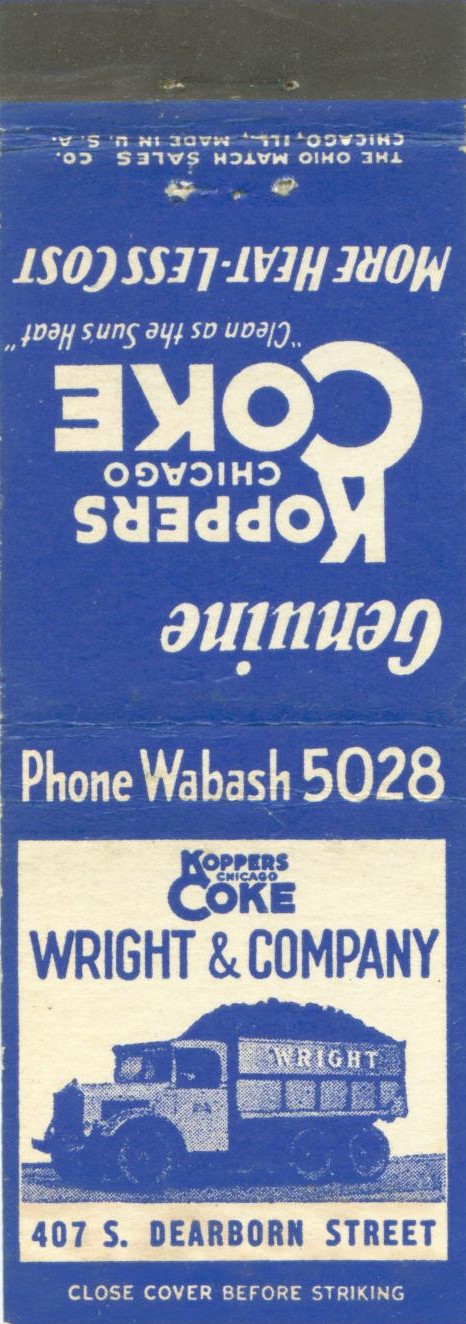 THE OHIO MATCH SALES CO.
CHICAGO, ILL., MADE IN U. S. A.
Genuine
KOPPERS
CHICAGO
COKE
"Clean as the Suns Heat"
MORE HEAT-LESS COST
Phone Wabash 5028
KOPPERS
CHICAGO
COKE
WRIGHT & COMPANY
WRIGHT
407 S. DEARBORN STREET
CLOSE COVER BEFORE STRIKING